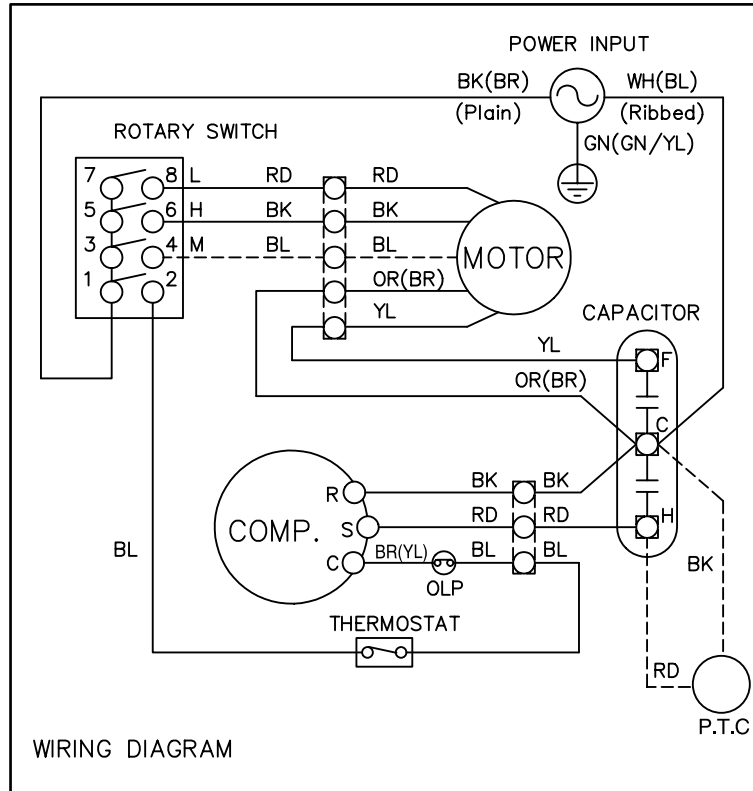 POWER INPUT
BK(BR)
WH(BL)
(Plain)
(Ribbed)
GN(GN/YL)
ROTARY SWITCH
7 8 L RD RD
5 6 H BK BK
3 4 M BL BL
MOTOR
1 2
OR(BR)
YL
CAPACITOR
YL
F
OR(BR)
C
R BK BK
COMP.
S RD RD H
C BR(YL) BL BL
OLP
BL
BK
THERMOSTAT
RD
P.T.C
WIRING DIAGRAM